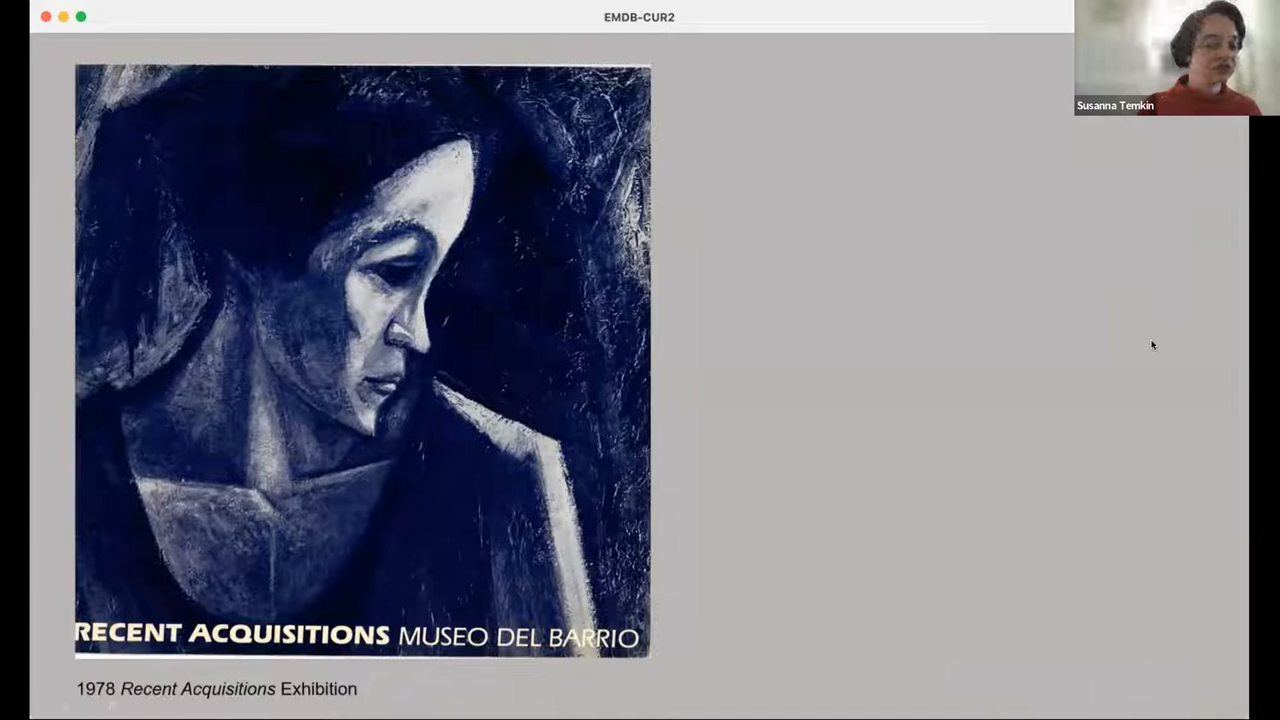 EMDB-CUR2
Susanna Temkin
RECENT ACQUISITIONS MUSEO DEL BARRIO
1978 Recent Acquisitions Exhibition